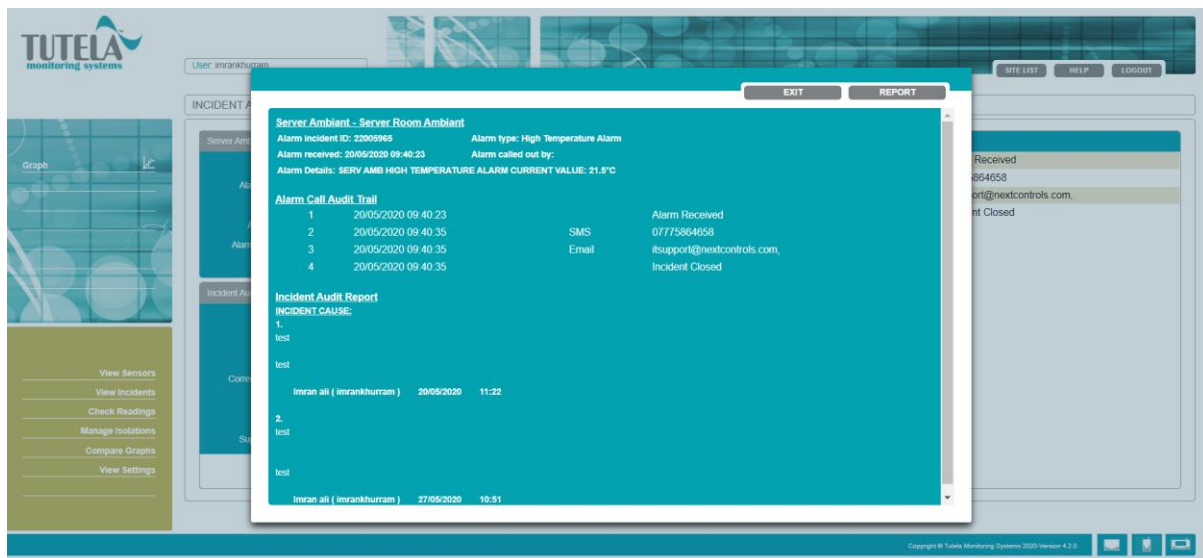 TUTELA
monitoring systems
User: imrankhurram
SITE LIST HELP LOGOUT
INCIDENT A
EXIT REPORT
Server Amb
Graph
Ala
A
Alarm
Incident Au
Corre
Su
Server Ambiant - Server Room Ambiant
Alarm incident ID: 22005965 Alarm type: High Temperature Alarm
Alarm received: 20/05/2020 09:40:23 Alarm called out by:
Alarm Details: SERV AMB HIGH TEMPERATURE ALARM CURRENT VALUE: 21.5°C
Alarm Call Audit Trail
1 20/05/2020 09:40:23 Alarm Received
2 20/05/2020 09:40:35 SMS 07775864658
3 20/05/2020 09:40:35 Email itsupport@nextcontrols.com,
4 20/05/2020 09:40:35 Incident Closed
Incident Audit Report
INCIDENT CAUSE:
1.
test
test
Imran ali ( imrankhurram ) 20/05/2020 11:22
2.
test
test
Imran ali ( imrankhurram ) 27/05/2020 10:51
Received
864658
ort@nextcontrols.com,
nt Closed
View Sensors
View Incidents
Check Readings
Manage Isolations
Compare Graphs
View Settings
Copyright © Tutela Monitoring Systems 2020-Version 4.2.0